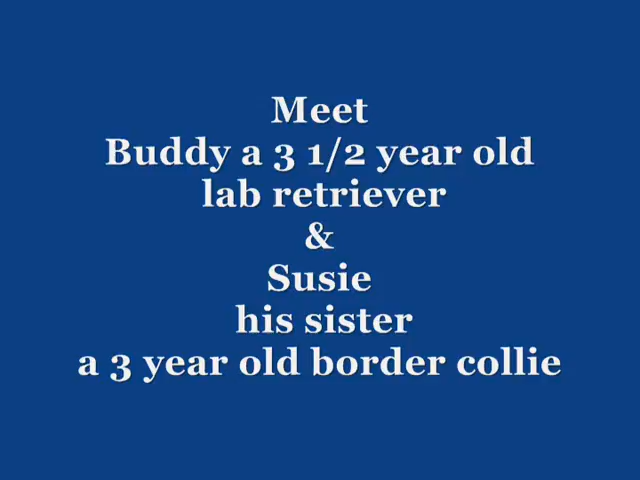 Meet
Buddy a 3 1/2 year old
lab retriever
&
Susie
his sister
a 3 year old border collie